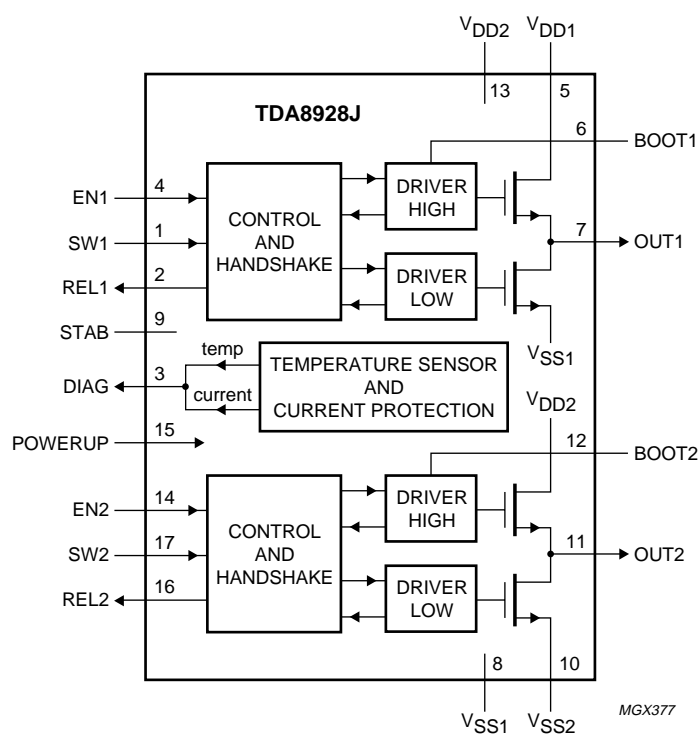 VDD2 VDD1
13 5
TDA8928J
6 BOOT1
EN1 4
SW1 1
REL1 2
CONTROL
AND
HANDSHAKE
DRIVER
HIGH
7 OUT1
DRIVER
LOW
STAB 9
VSS1
DIAG 3
temp
current
TEMPERATURE SENSOR
AND
CURRENT PROTECTION
VDD2
POWERUP 15
12 BOOT2
EN2 14
SW2 17
REL2 16
CONTROL
AND
HANDSHAKE
DRIVER
HIGH
11 OUT2
DRIVER
LOW
8 10
VSS1 VSS2
MGX377